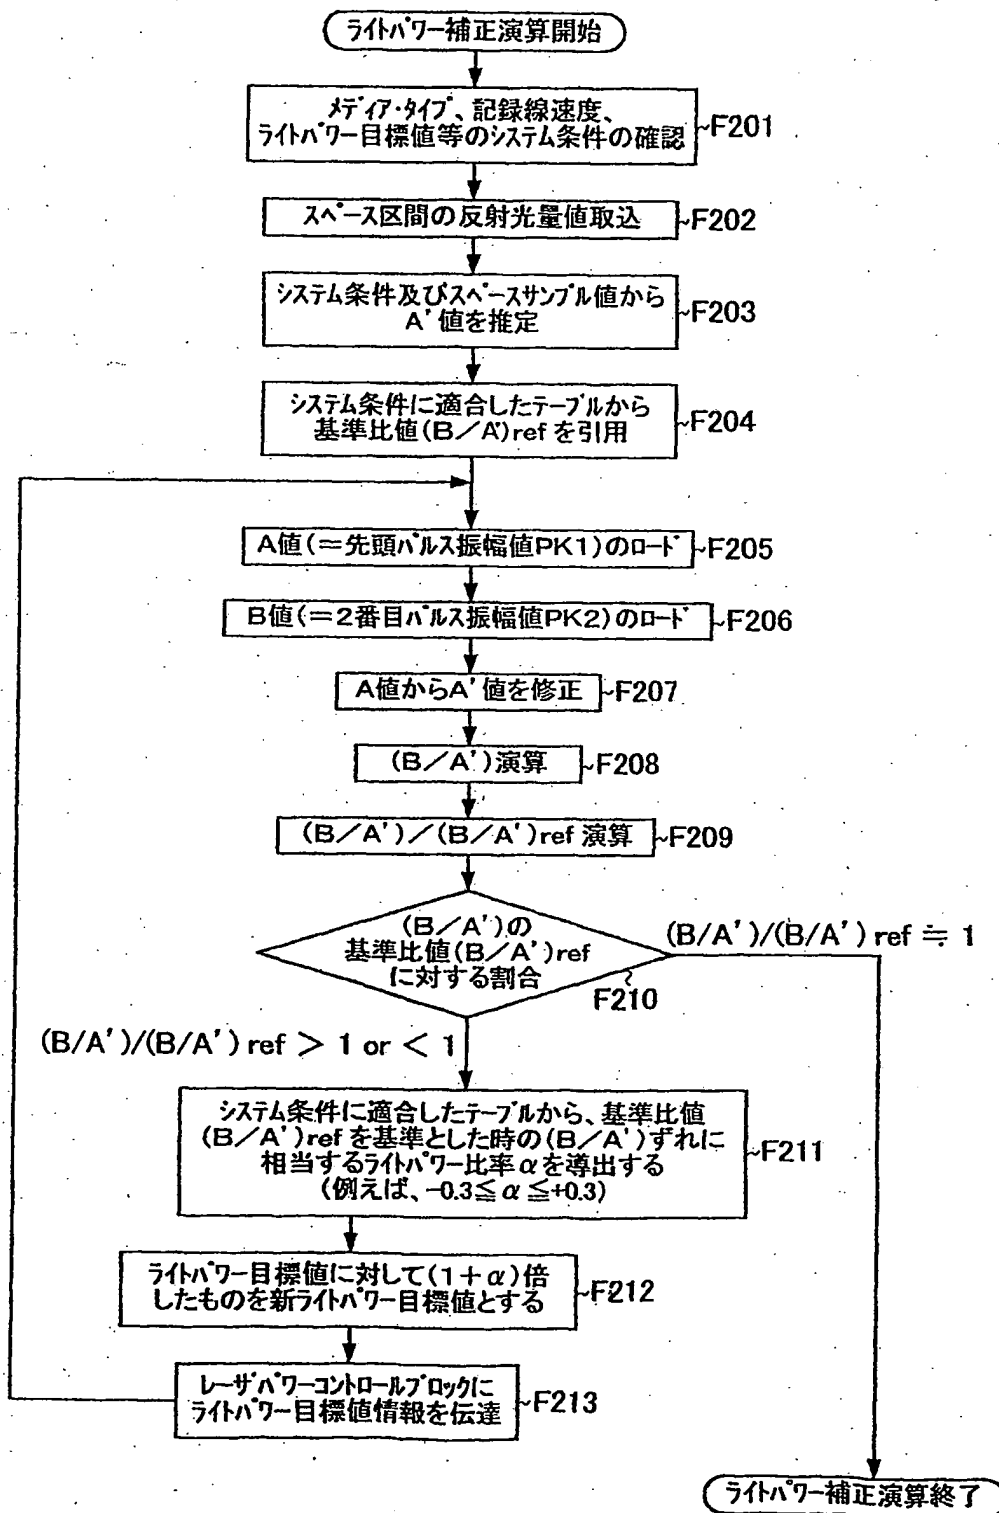 ライトパワー補正演算開始
メディア・タイプ、記録線速度、
ライトパワー目標値等のシステム条件の確認
~F201
スペース区間の反射光量値取込
~F202
システム条件及びスペースサンプル値から
A'値を推定
~F203
システム条件に適合したテーブルから
基準比値(B/A')refを引用
~F204
A値(=先頭パルス振幅値PK1)のロード
~F205
B値(=2番目パルス振幅値PK2)のロード
~F206
A値からA'値を修正
~F207
(B/A')演算
~F208
(B/A')/(B/A')ref 演算
~F209
(B/A')の
基準比値(B/A')ref
に対する割合
~F210
(B/A')/(B/A') ref ≒ 1
(B/A')/(B/A') ref > 1 or < 1
システム条件に適合したテーブルから、基準比値
(B/A')refを基準とした時の(B/A')ずれに
相当するライトパワー比率αを導出する
(例えば、-0.3≦α≦+0.3)
~F211
ライトパワー目標値に対して(1+α)倍
したものを新ライトパワー目標値とする
~F212
レーザパワーコントロールブロックに
ライトパワー目標値情報を伝達
~F213
ライトパワー補正演算終了